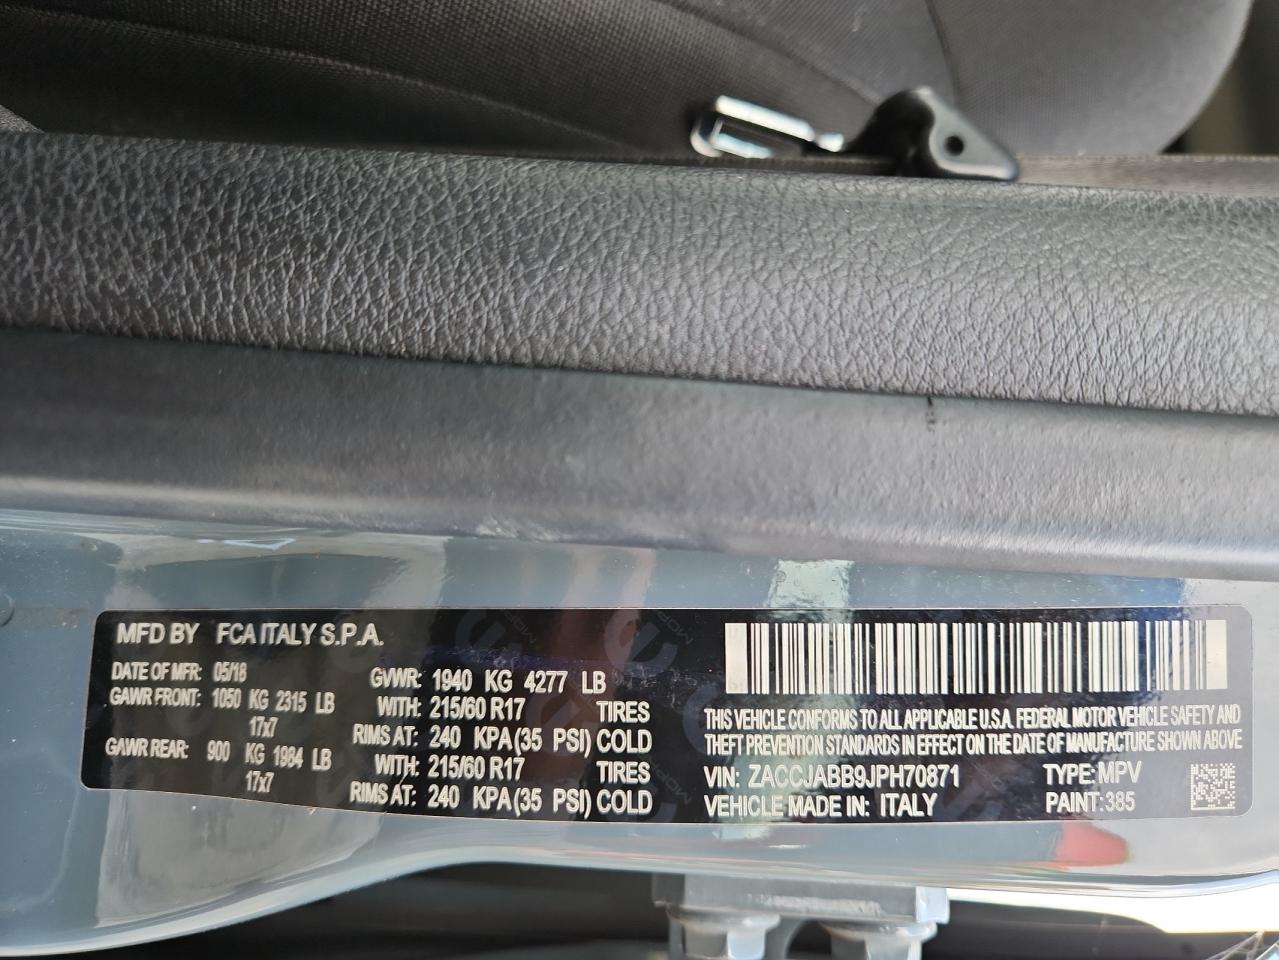 MFD BY FCA ITALY S.P.A.
DATE OF MFR: 05/18 GVWR: 1940 KG 4277 LB
GAWR FRONT: 1050 KG 2315 LB WITH: 215/60 R17 TIRES
17x7 RIMS AT: 240 KPA(35 PSI) COLD
GAWR REAR: 900 KG 1984 LB WITH: 215/60 R17 TIRES
17x7 RIMS AT: 240 KPA(35 PSI) COLD
THIS VEHICLE CONFORMS TO ALL APPLICABLE U.S.A. FEDERAL MOTOR VEHICLE SAFETY AND
THEFT PREVENTION STANDARDS IN EFFECT ON THE DATE OF MANUFACTURE SHOWN ABOVE
VIN: ZACCJABB9JPH70871 TYPE: MPV
VEHICLE MADE IN: ITALY PAINT: 385